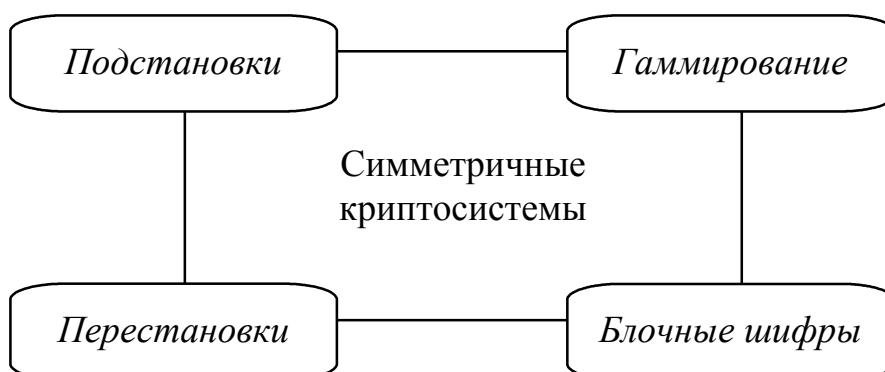 Подстановки
Гаммирование
Симметричные
криптосистемы
Перестановки
Блочные шифры